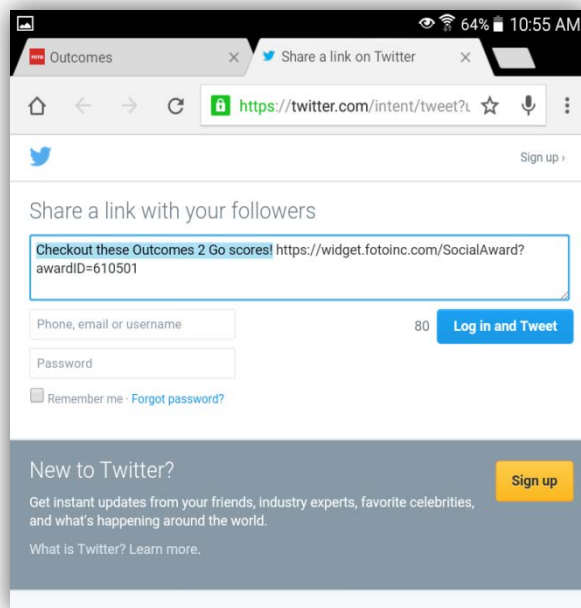 64% 10:55 AM
FOTO Outcomes × Share a link on Twitter ×
https://twitter.com/intent/tweet?u
Sign up ›
Share a link with your followers
Checkout these Outcomes 2 Go scores! https://widget.fotoinc.com/SocialAward?
awardID=610501
Phone, email or username 80 Log in and Tweet
Password
Remember me · Forgot password?
New to Twitter? Sign up
Get instant updates from your friends, industry experts, favorite celebrities,
and what's happening around the world.
What is Twitter? Learn more.